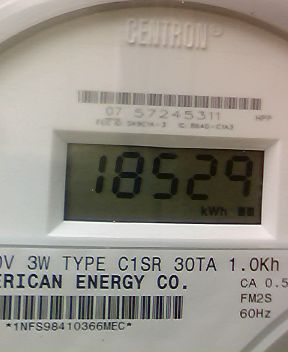 CENTRON®
07 57245311 HPP
18529
kWh
V 3W TYPE C1SR 30TA 1.0Kh
ERICAN ENERGY CO.
CA 0.5
FM2S
60Hz
*1NFS98410366MEC*